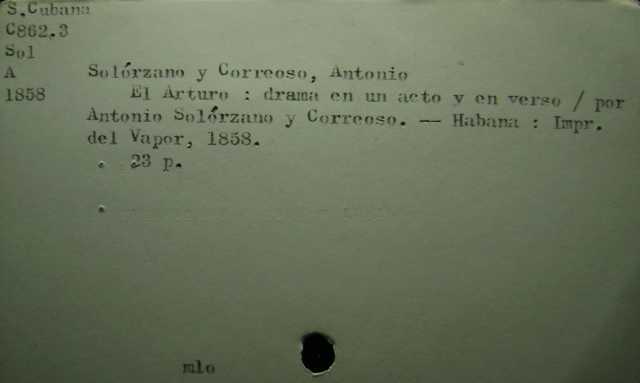 S.Cubana
C862.3
Sol
A Solórzano y Correoso, Antonio
1858 El Arturo : drama en un acto y en verso / por
Antonio Solórzano y Correoso. — Habana : Impr.
del Vapor, 1858.
23 p.
mlo